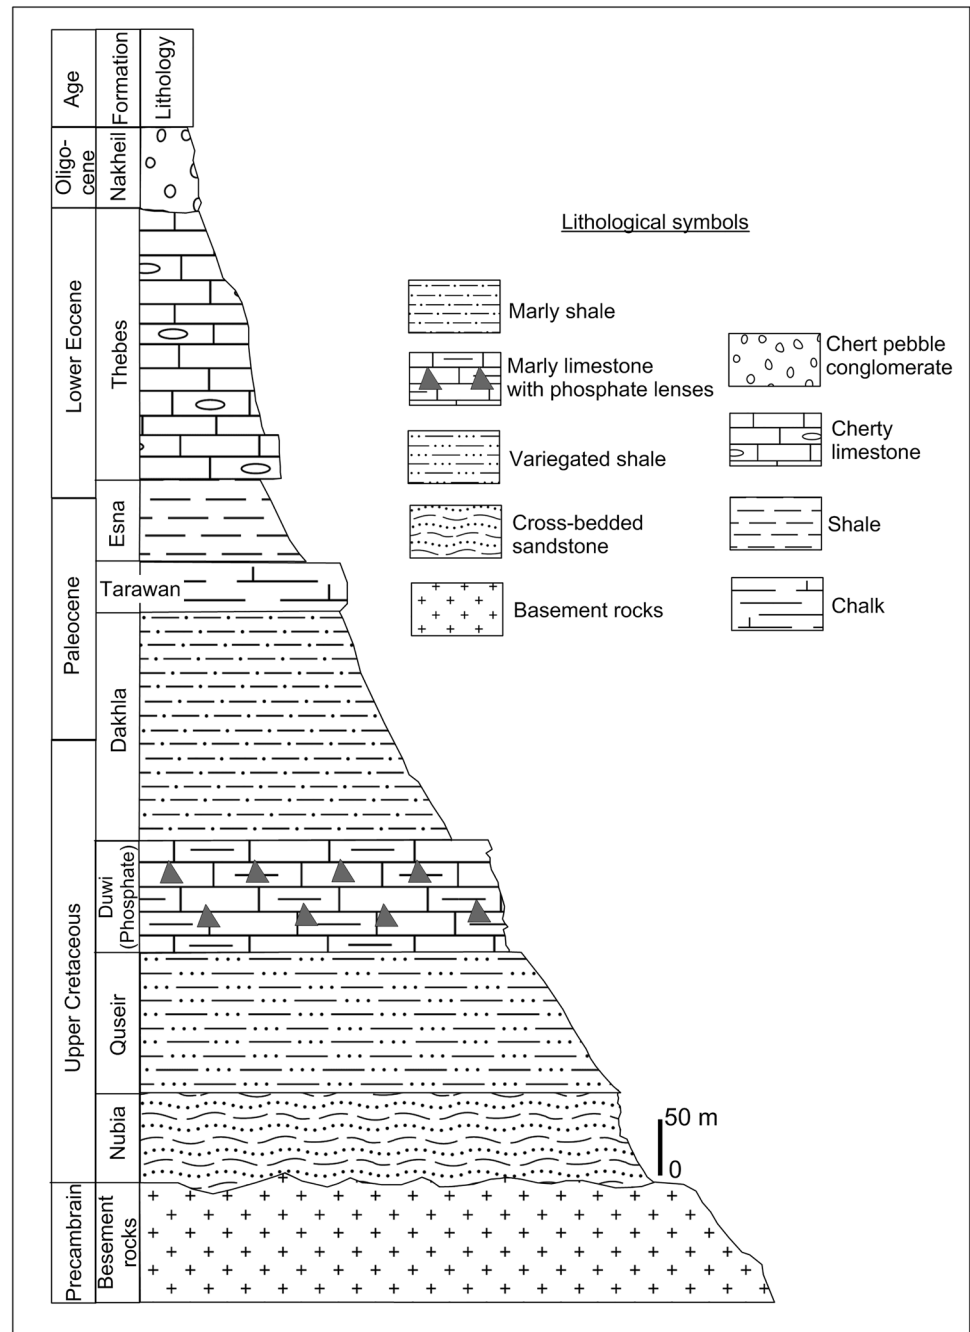 Age
Formation
Lithology
Oligo-
cene
Nakheil
Lower Eocene
Thebes
Esna
Paleocene
Tarawan
Dakhla
Upper Cretaceous
Duwi
(Phosphate)
Quseir
Nubia
Precambrain
Besement
rocks
50 m
0
Lithological symbols
Marly shale
Marly limestone
with phosphate lenses
Variegated shale
Cross-bedded
sandstone
Basement rocks
Chert pebble
conglomerate
Cherty
limestone
Shale
Chalk